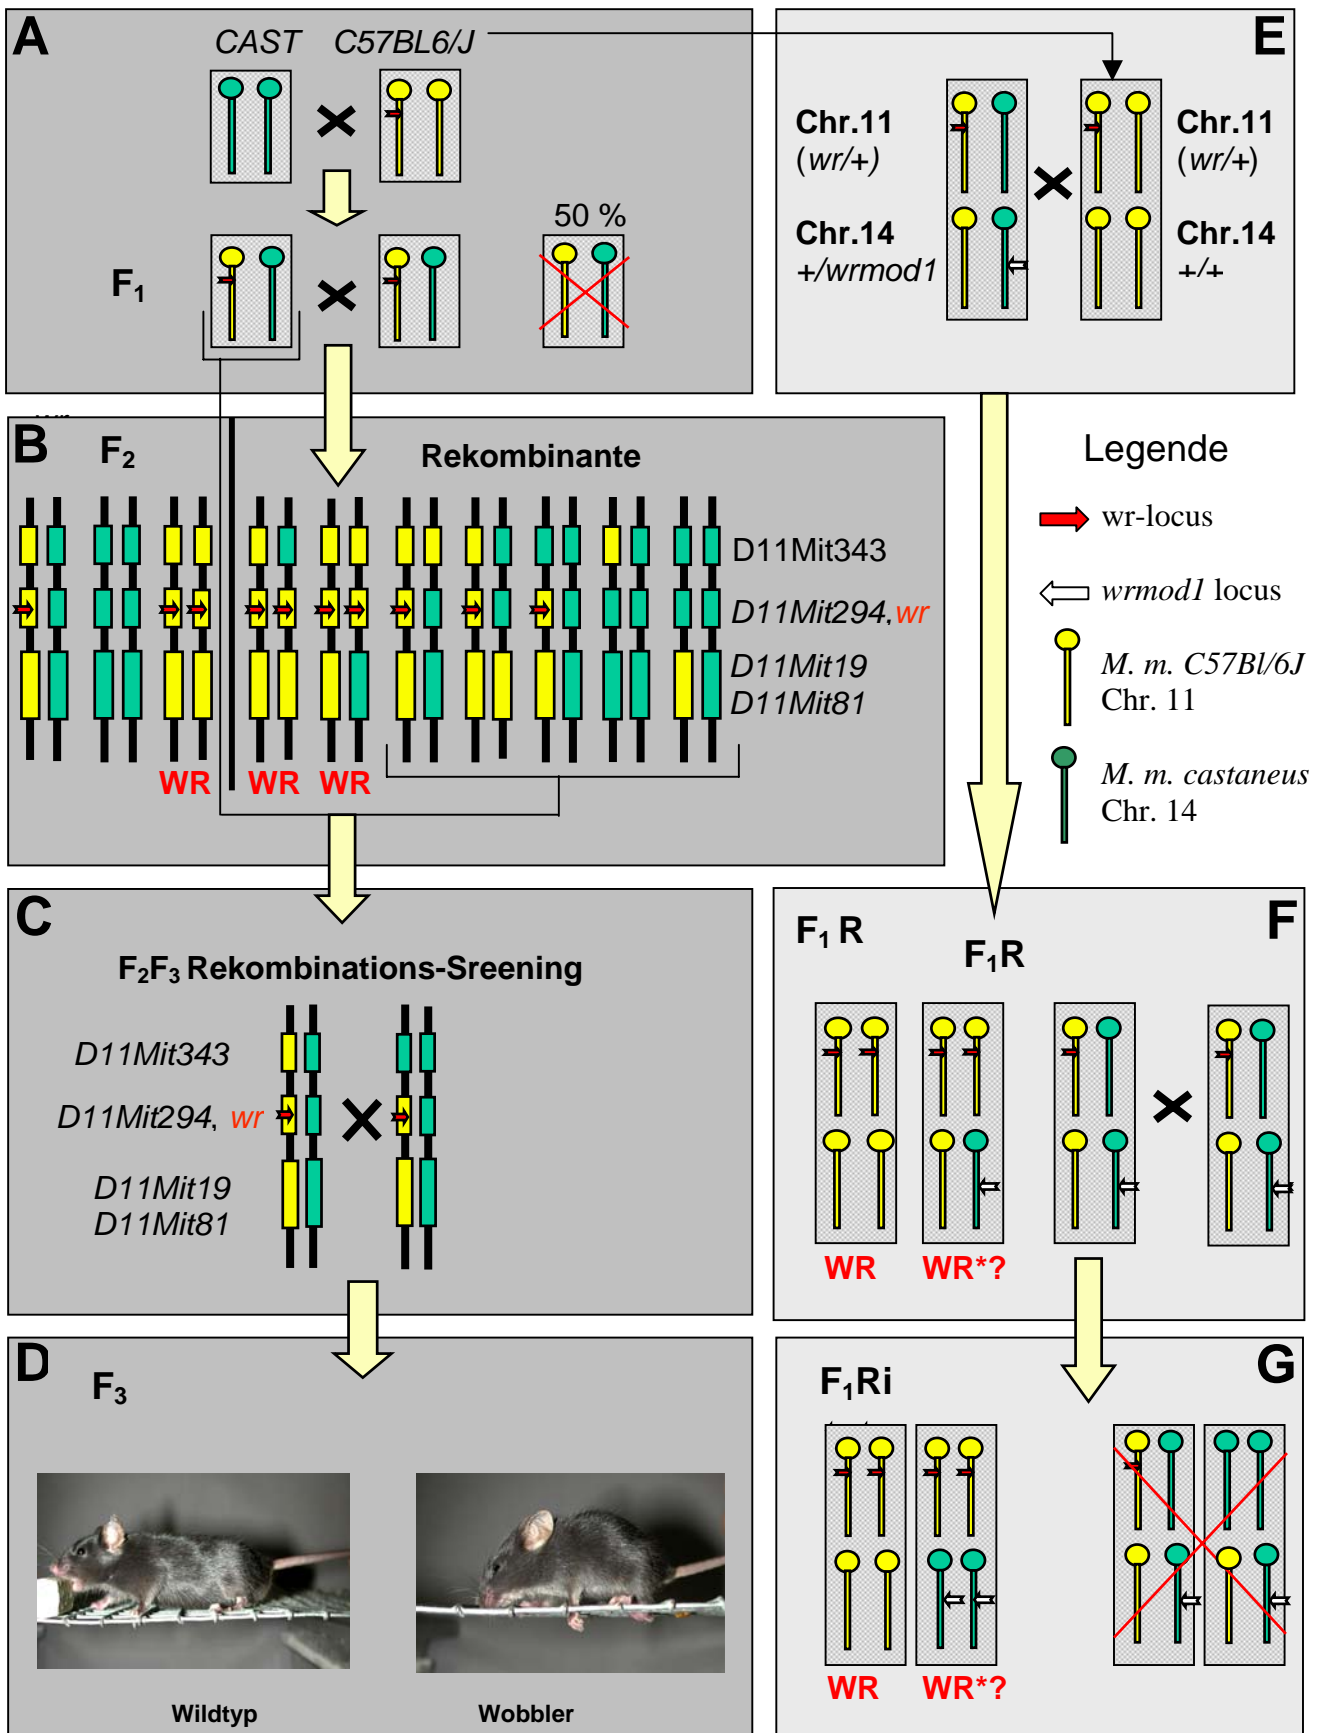 A
CAST C57BL6/J
50 %
F1
E
Chr.11
(wr/+)
Chr.14
+/wrmod1
Chr.11
(wr/+)
Chr.14
+/+
B
F2
Rekombinante
D11Mit343
D11Mit294,wr
D11Mit19
D11Mit81
WR WR WR
Legende
wr-locus
wrmod1 locus
M. m. C57Bl/6J
Chr. 11
M. m. castaneus
Chr. 14
C
F2F3 Rekombinations-Sreening
D11Mit343
D11Mit294, wr
D11Mit19
D11Mit81
D
F3
Wildtyp Wobbler
F
F1 R
F1R
WR WR*?
G
F1Ri
WR WR*?